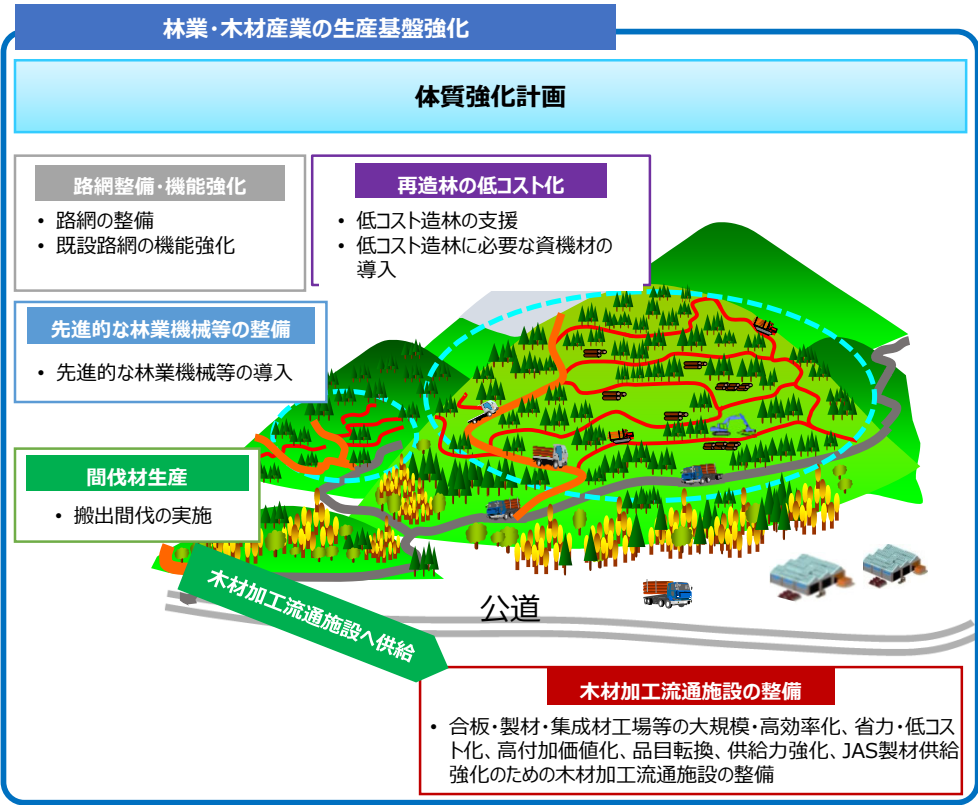 林業・木材産業の生産基盤強化
体質強化計画
路網整備・機能強化
• 路網の整備
• 既設路網の機能強化
再造林の低コスト化
• 低コスト造林の支援
• 低コスト造林に必要な資機材の
導入
先進的な林業機械等の整備
• 先進的な林業機械等の導入
間伐材生産
• 搬出間伐の実施
木材加工流通施設へ供給
公道
木材加工流通施設の整備
• 合板・製材・集成材工場等の大規模・高効率化、省力・低コス
ト化、高付加価値化、品目転換、供給力強化、JAS製材供給
強化のための木材加工流通施設の整備